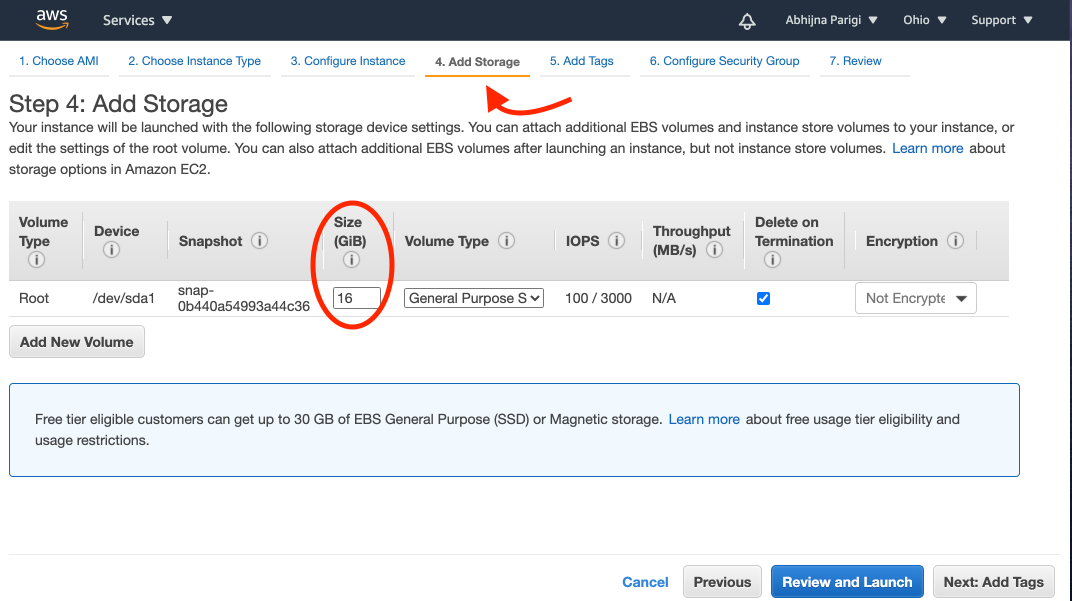 aws Services Abhijna Parigi Ohio Support
1. Choose AMI 2. Choose Instance Type 3. Configure Instance 4. Add Storage 5. Add Tags 6. Configure Security Group 7. Review
Step 4: Add Storage
Your instance will be launched with the following storage device settings. You can attach additional EBS volumes and instance store volumes to your instance, or
edit the settings of the root volume. You can also attach additional EBS volumes after launching an instance, but not instance store volumes. Learn more about
storage options in Amazon EC2.
Volume Type Device Snapshot Size (GiB) Volume Type IOPS Throughput (MB/s) Delete on Termination Encryption
Root /dev/sda1 snap-0b440a54993a44c36 16 General Purpose S 100 / 3000 N/A Not Encrypte
Add New Volume
Free tier eligible customers can get up to 30 GB of EBS General Purpose (SSD) or Magnetic storage. Learn more about free usage tier eligibility and
usage restrictions.
Cancel Previous Review and Launch Next: Add Tags